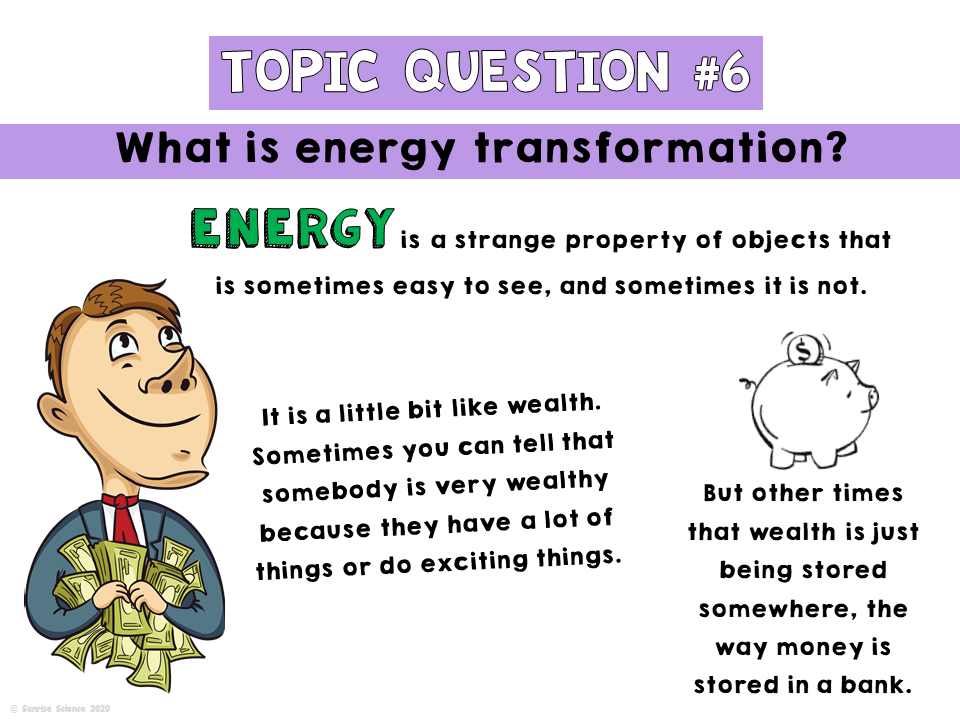 TOPIC QUESTION #6
What is energy transformation?
ENERGY is a strange property of objects that
is sometimes easy to see, and sometimes it is not.
It is a little bit like wealth.
Sometimes you can tell that
somebody is very wealthy
because they have a lot of
things or do exciting things.
$
But other times
that wealth is just
being stored
somewhere, the
way money is
stored in a bank.
© Sunrise Science 2020